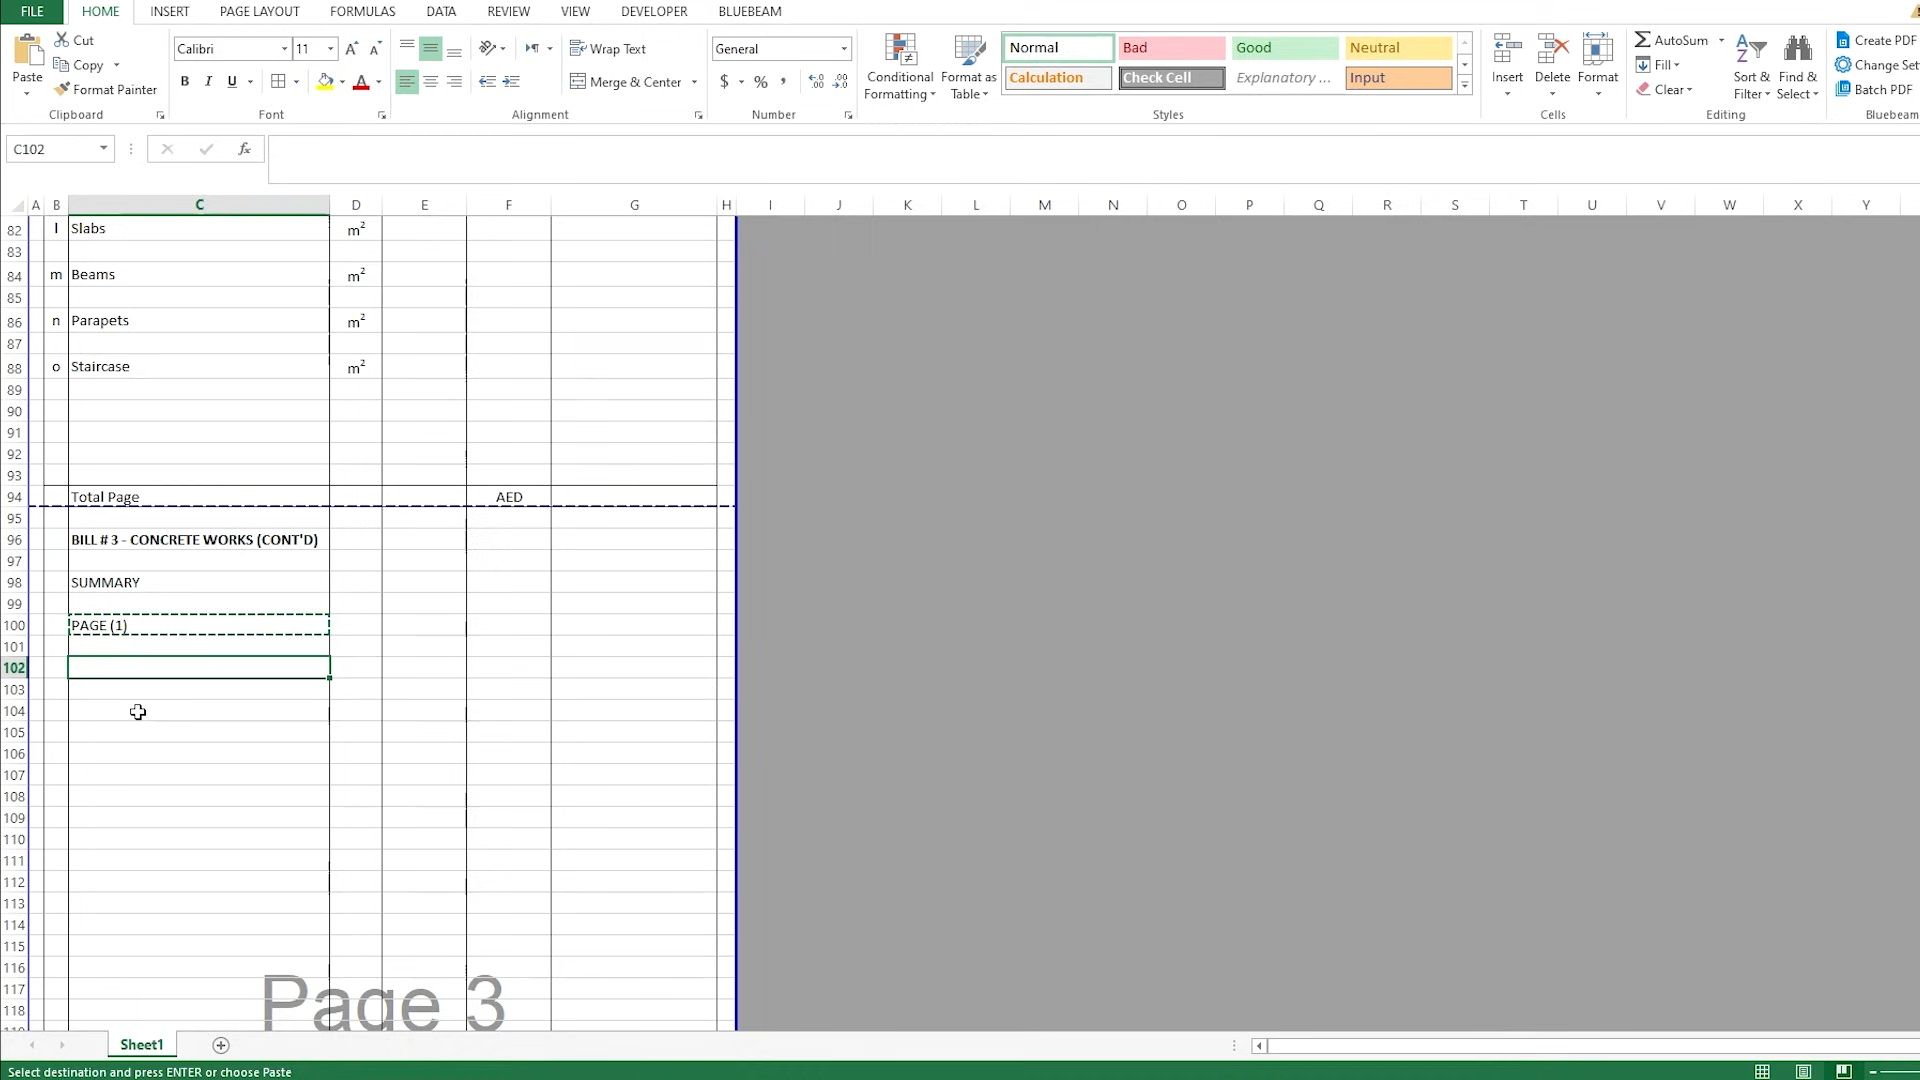 FILE HOME INSERT PAGE LAYOUT FORMULAS DATA REVIEW VIEW DEVELOPER BLUEBEAM
Paste
Cut
Copy
Format Painter
Clipboard
Calibri 11
B I U
Font
Wrap Text
Merge & Center
Alignment
General
$ %
Number
Conditional Formatting
Format as Table
Normal Bad Good Neutral
Calculation Check Cell Explanatory ... Input
Styles
Insert Delete Format
Cells
AutoSum
Fill
Clear
Sort & Filter
Find & Select
Editing
Create PDF
Change Set
Batch PDF
Bluebeam
C102 fx
A B C D E F G H I J K L M N O P Q R S T U V W X Y
82 l Slabs m²
83
84 m Beams m²
85
86 n Parapets m²
87
88 o Staircase m²
89
90
91
92
93
94 Total Page AED
95
96 BILL # 3 - CONCRETE WORKS (CONT'D)
97
98 SUMMARY
99
100 PAGE (1)
101
102
103
104
105
106
107
108
109
110
111
112
113
114
115
116
117 Page 3
118
Sheet1
Select destination and press ENTER or choose Paste